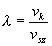 λ = v_k / v_sz